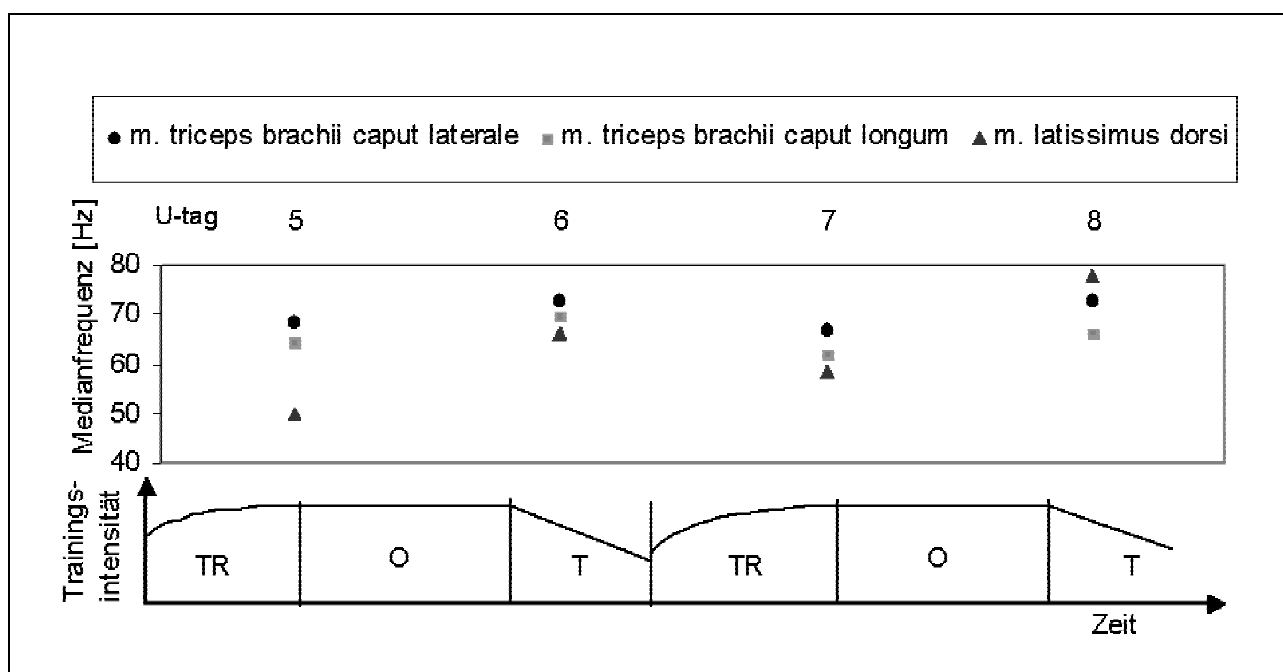 m. triceps brachii caput laterale m. triceps brachii caput longum m. latissimus dorsi
U-tag 5 6 7 8
Medianfrequenz [Hz]
80
70
60
50
40
Trainings-
intensität
TR O T TR O T
Zeit